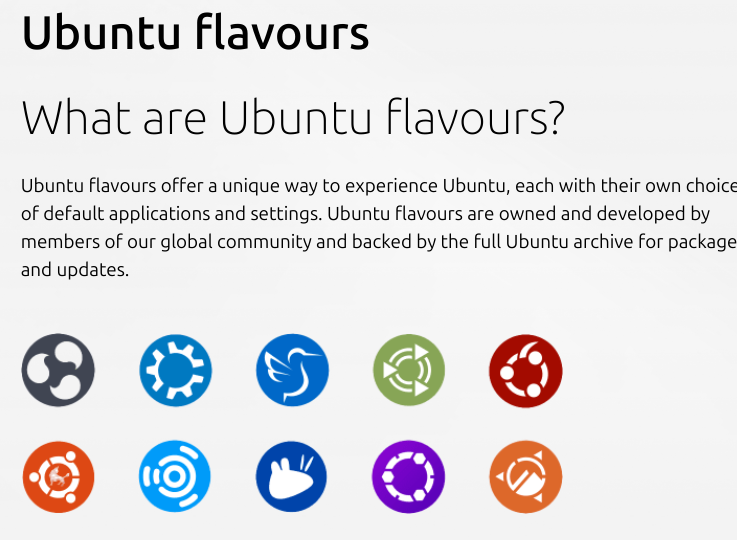 Ubuntu flavours
What are Ubuntu flavours?
Ubuntu flavours offer a unique way to experience Ubuntu, each with their own choice
of default applications and settings. Ubuntu flavours are owned and developed by
members of our global community and backed by the full Ubuntu archive for package
and updates.